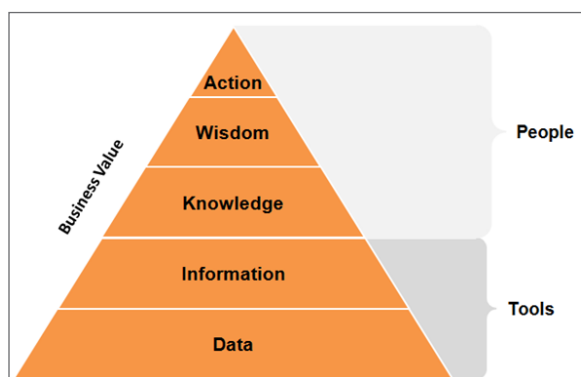 Action
Wisdom
Knowledge
Information
Data
Business Value
People
Tools